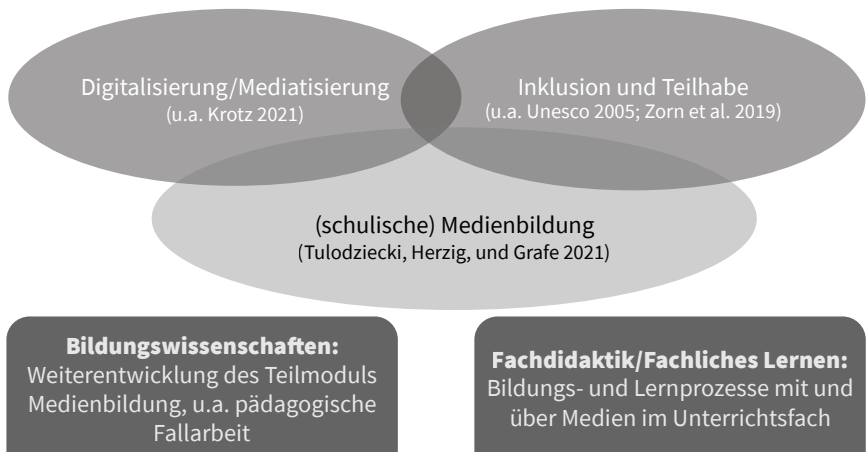 Digitalisierung/Mediatisierung
(u.a. Krotz 2021)
Inklusion und Teilhabe
(u.a. Unesco 2005; Zorn et al. 2019)
(schulische) Medienbildung
(Tulodziecki, Herzig, und Grafe 2021)
Bildungswissenschaften:
Weiterentwicklung des Teilmoduls
Medienbildung, u.a. pädagogische
Fallarbeit
Fachdidaktik/Fachliches Lernen:
Bildungs- und Lernprozesse mit und
über Medien im Unterrichtsfach